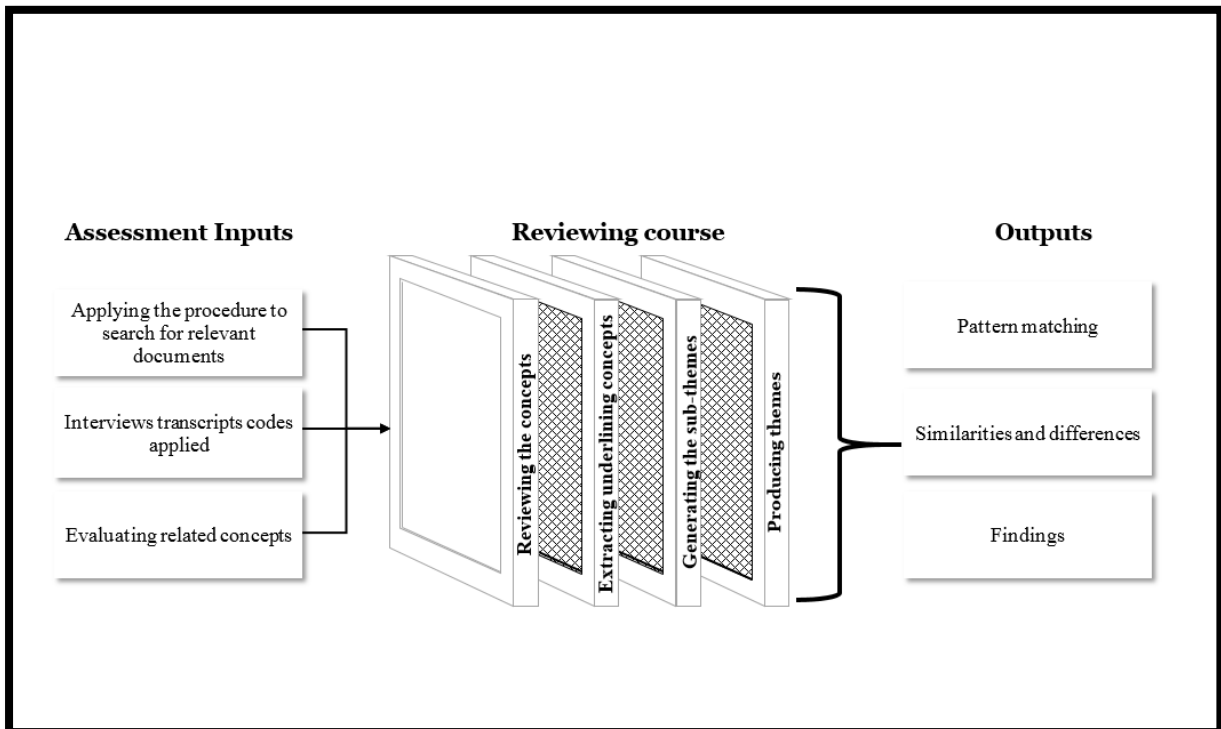 Assessment Inputs
Applying the procedure to
search for relevant
documents
Interviews transcripts codes
applied
Evaluating related concepts
Reviewing course
Reviewing the concepts
Extracting underlining concepts
Generating the sub-themes
Producing themes
Outputs
Pattern matching
Similarities and differences
Findings